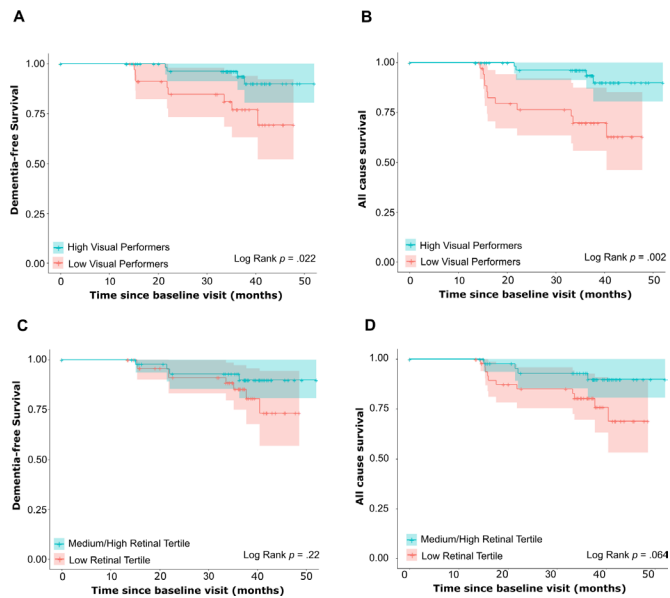 A
1.00
0.75
0.50
0.25
0.00
Dementia-free Survival
High Visual Performers
Low Visual Performers
Log Rank p = .022
0 10 20 30 40 50
Time since baseline visit (months)
B
1.00
0.75
0.50
0.25
0.00
All cause survival
High Visual Performers
Low Visual Performers
Log Rank p = .002
0 10 20 30 40 50
Time since baseline visit (months)
C
1.00
0.75
0.50
0.25
0.00
Dementia-free Survival
Medium/High Retinal Tertile
Low Retinal Tertile
Log Rank p = .22
0 10 20 30 40 50
Time since baseline visit (months)
D
1.00
0.75
0.50
0.25
0.00
All cause survival
Medium/High Retinal Tertile
Low Retinal Tertile
Log Rank p = .064
0 10 20 30 40 50
Time since baseline visit (months)